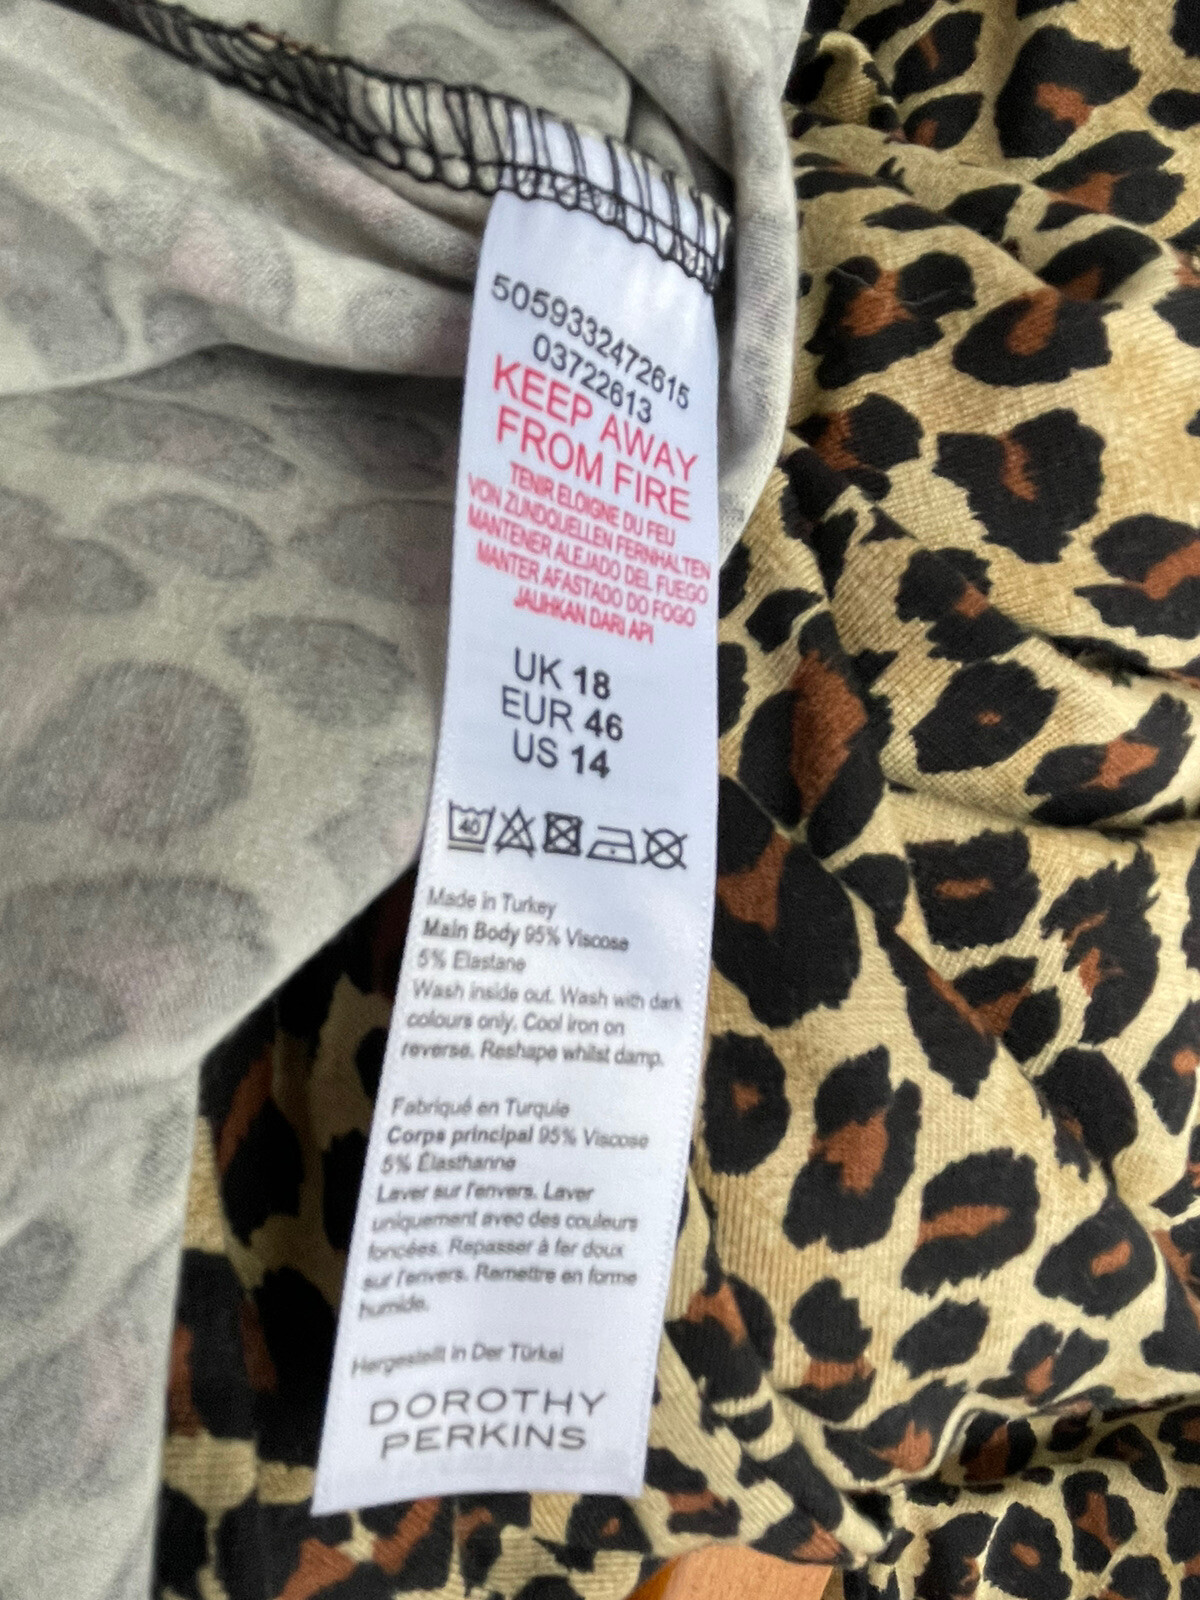 5059332472615
03722613
KEEP AWAY
FROM FIRE
TENIR ELOIGNE DU FEU
VON ZUNDQUELLEN FERNHALTEN
MANTENER ALEJADO DEL FUEGO
MANTER AFASTADO DO FOGO
JAUHKAN DARI API
UK 18
EUR 46
US 14
40
Made in Turkey
Main Body 95% Viscose
5% Elastane
Wash inside out. Wash with dark
colours only. Cool iron on
reverse. Reshape whilst damp.
Fabriqué en Turquie
Corps principal 95% Viscose
5% Élasthanne
Laver sur l'envers. Laver
uniquement avec des couleurs
foncées. Repasser à fer doux
sur l'envers. Remettre en forme
humide.
Hergestellt in Der Türkei
DOROTHY
PERKINS